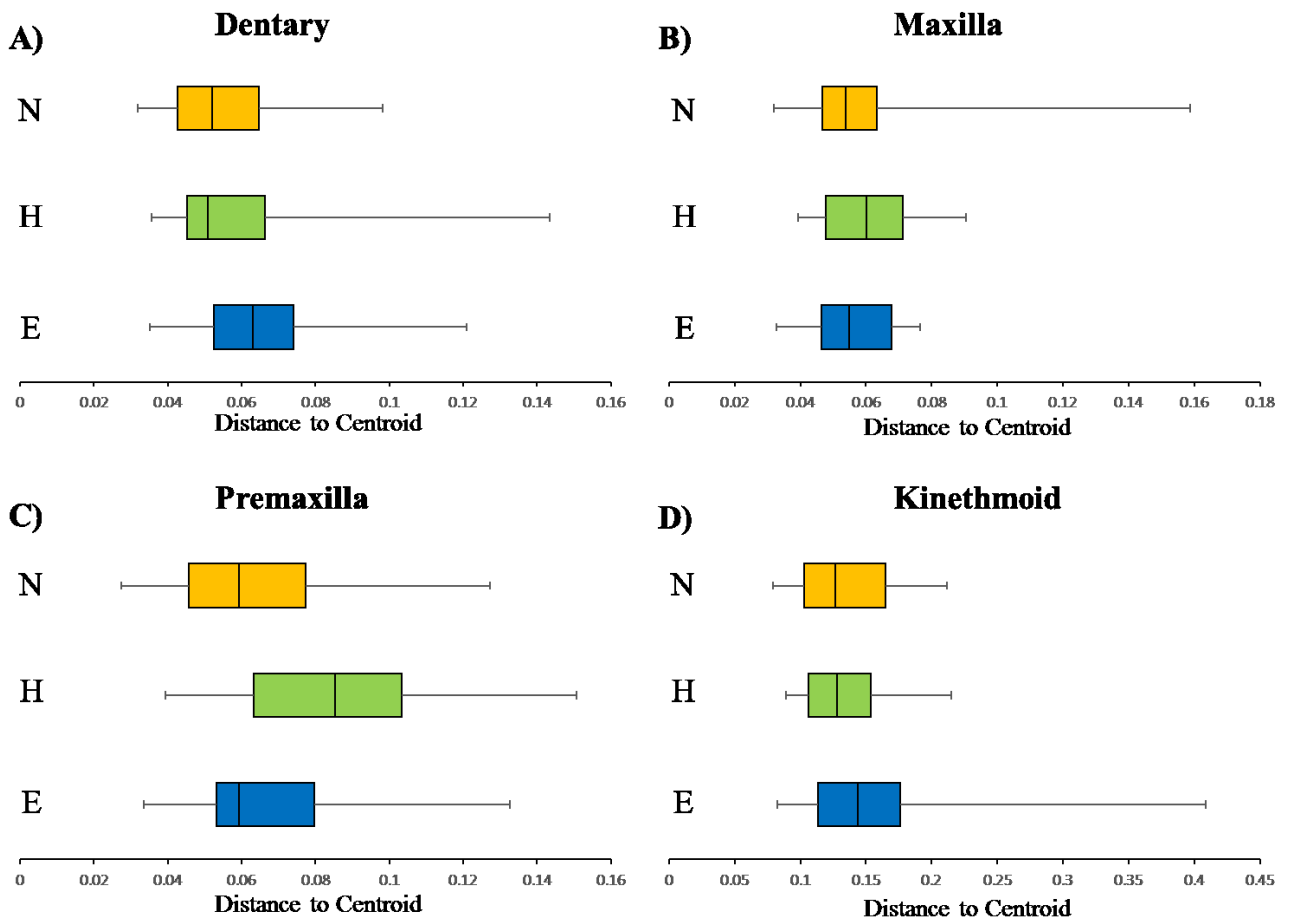 A) Dentary
N
H
E
0 0.02 0.04 0.06 0.08 0.1 0.12 0.14 0.16
Distance to Centroid
B) Maxilla
N
H
E
0 0.02 0.04 0.06 0.08 0.1 0.12 0.14 0.16 0.18
Distance to Centroid
C) Premaxilla
N
H
E
0 0.02 0.04 0.06 0.08 0.1 0.12 0.14 0.16
Distance to Centroid
D) Kinethmoid
N
H
E
0 0.05 0.1 0.15 0.2 0.25 0.3 0.35 0.4 0.45
Distance to Centroid